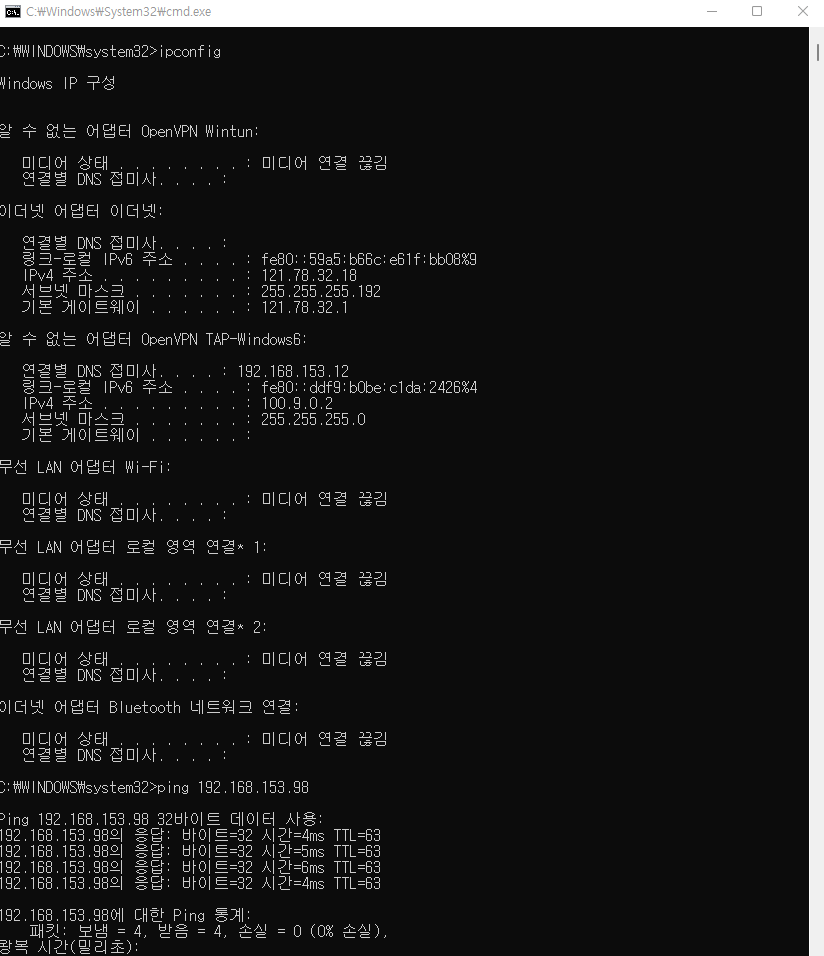 C:\Windows\System32\cmd.exe
C:\WINDOWS\system32>ipconfig
Windows IP 구성
알 수 없는 어댑터 OpenVPN Wintun:
미디어 상태 . . . . . . . . : 미디어 연결 끊김
연결별 DNS 접미사. . . . :
이더넷 어댑터 이더넷:
연결별 DNS 접미사. . . . :
링크-로컬 IPv6 주소 . . . . : fe80::59a5:b66c:e61f:bb08%9
IPv4 주소 . . . . . . . . . : 121.78.32.18
서브넷 마스크 . . . . . . . : 255.255.255.192
기본 게이트웨이 . . . . . . : 121.78.32.1
알 수 없는 어댑터 OpenVPN TAP-Windows6:
연결별 DNS 접미사. . . . : 192.168.153.12
링크-로컬 IPv6 주소 . . . . : fe80::ddf9:b0be:c1da:2426%4
IPv4 주소 . . . . . . . . . : 100.9.0.2
서브넷 마스크 . . . . . . . : 255.255.255.0
기본 게이트웨이 . . . . . . :
무선 LAN 어댑터 Wi-Fi:
미디어 상태 . . . . . . . . : 미디어 연결 끊김
연결별 DNS 접미사. . . . :
무선 LAN 어댑터 로컬 영역 연결* 1:
미디어 상태 . . . . . . . . : 미디어 연결 끊김
연결별 DNS 접미사. . . . :
무선 LAN 어댑터 로컬 영역 연결* 2:
미디어 상태 . . . . . . . . : 미디어 연결 끊김
연결별 DNS 접미사. . . . :
이더넷 어댑터 Bluetooth 네트워크 연결:
미디어 상태 . . . . . . . . : 미디어 연결 끊김
연결별 DNS 접미사. . . . :
C:\WINDOWS\system32>ping 192.168.153.98
Ping 192.168.153.98 32바이트 데이터 사용:
192.168.153.98의 응답: 바이트=32 시간=4ms TTL=63
192.168.153.98의 응답: 바이트=32 시간=5ms TTL=63
192.168.153.98의 응답: 바이트=32 시간=6ms TTL=63
192.168.153.98의 응답: 바이트=32 시간=4ms TTL=63
192.168.153.98에 대한 Ping 통계:
패킷: 보냄 = 4, 받음 = 4, 손실 = 0 (0% 손실),
왕복 시간(밀리초):